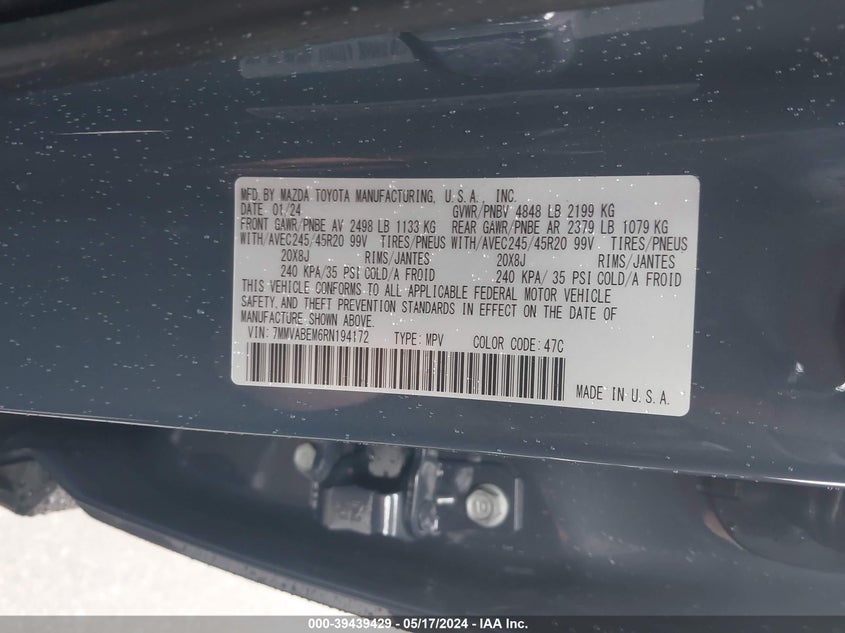 MFD. BY MAZDA TOYOTA MANUFACTURING, U.S.A., INC.
DATE 01/24 GVWR/PNBV 4848 LB 2199 KG
FRONT GAWR/PNBE AV 2498 LB 1133 KG REAR GAWR/PNBE AR 2379 LB 1079 KG
WITH/AVEC245/45R20 99V TIRES/PNEUS WITH/AVEC245/45R20 99V TIRES/PNEUS
20X8J RIMS/JANTES 20X8J RIMS/JANTES
240 KPA/35 PSI COLD/A FROID 240 KPA/ 35 PSI COLD/A FROID
THIS VEHICLE CONFORMS TO ALL APPLICABLE FEDERAL MOTOR VEHICLE
SAFETY, AND THEFT PREVENTION STANDARDS IN EFFECT ON THE DATE OF
MANUFACTURE SHOWN ABOVE.
VIN: 7MMVABEM6RN194172 TYPE: MPV COLOR CODE: 47C
MADE IN U.S.A.
000-39439429 - 05/17/2024 - IAA Inc.